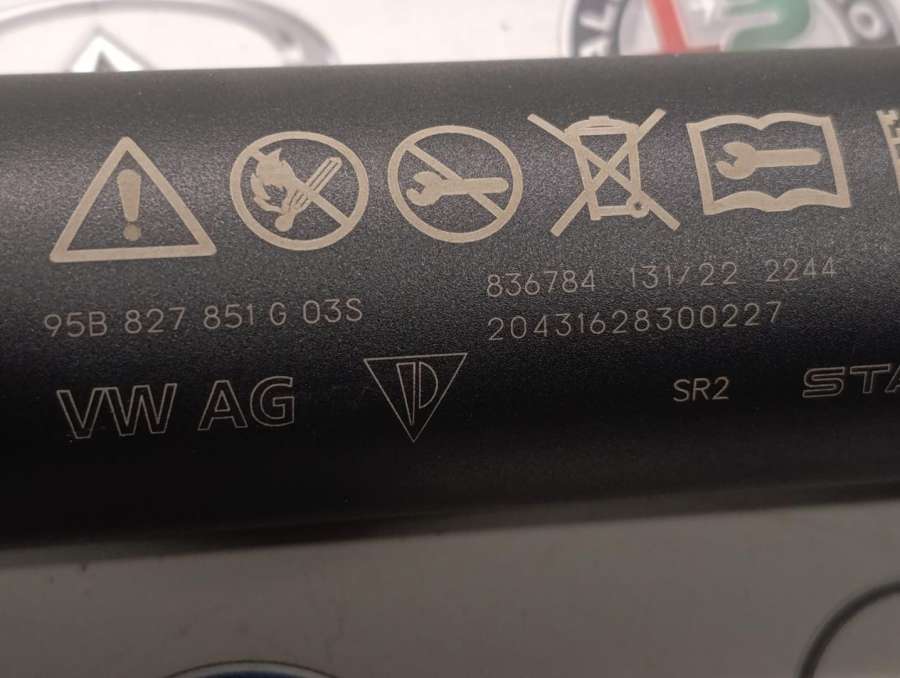 95B 827 851 G 03S
836784 131/22 2244
20431628300227
VW AG
SR2